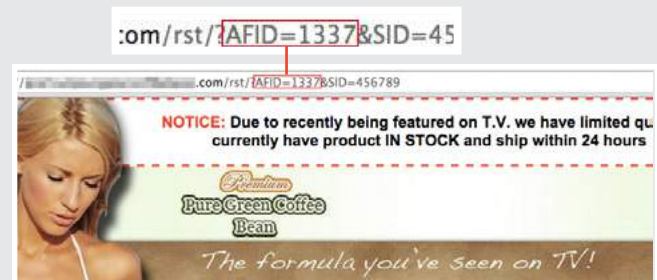 :om/rst/?AFID=1337&SID=45
.com/rst/?AFID=1337&SID=456789
NOTICE: Due to recently being featured on T.V. we have limited qu
currently have product IN STOCK and ship within 24 hours
Premium
Pure Green Coffee
Bean
The formula you've seen on TV!